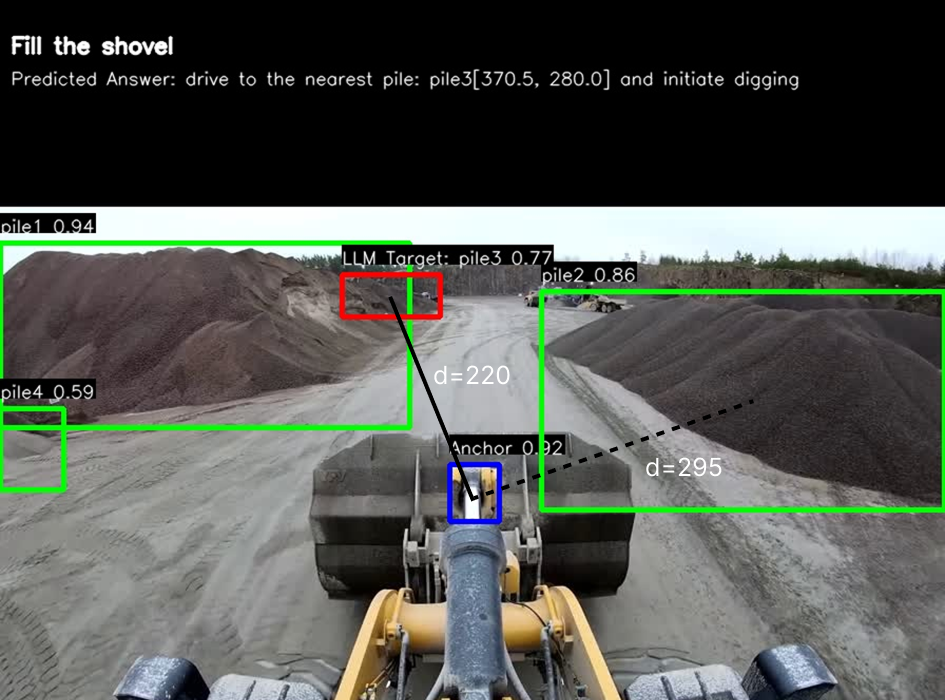 Fill the shovel
Predicted Answer: drive to the nearest pile: pile3[370.5, 280.0] and initiate digging
pile1 0.94
LLM Target: pile3 0.77
pile2 0.86
d=220
pile4 0.59
Anchor 0.92
d=295